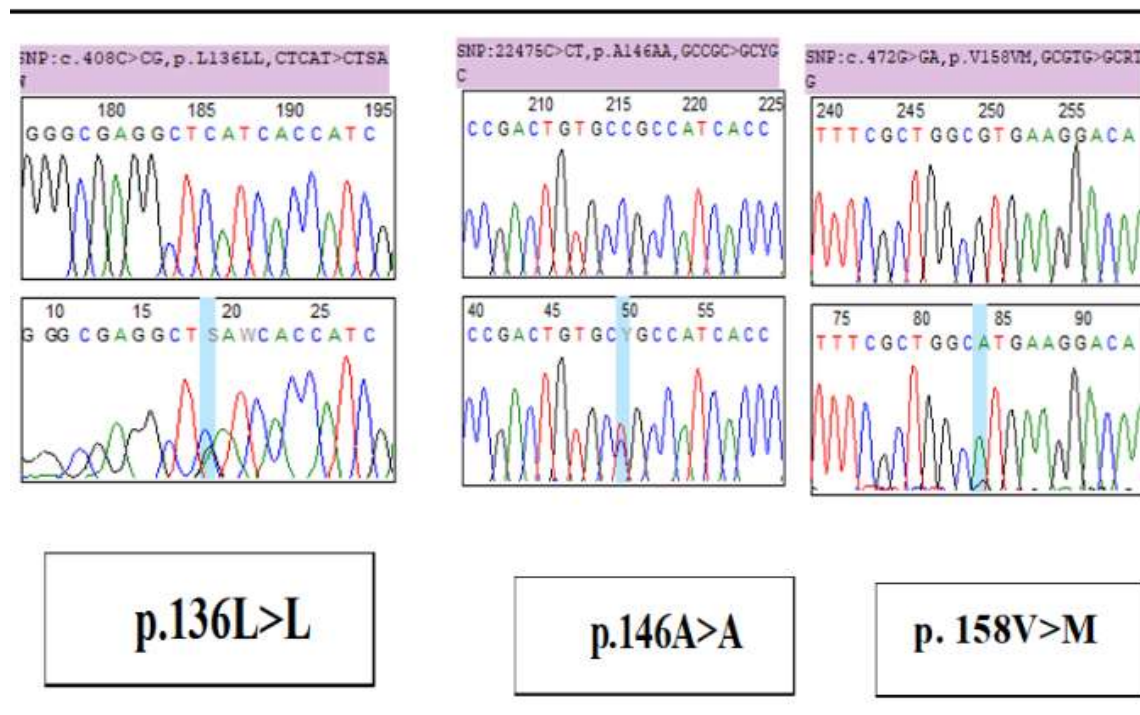 SNP:c.408C>CG,p.L136LL,CTCAT>CTSA
180 185 190 195
GGGCGAGGCTCATCACCATC
10 15 20 25
G GG CGAGGCTSAWCACCATC
p.136L>L
SNP:22475C>CT,p.A146AA,GCCGC>GCYG
C
210 215 220 225
CCGACTGTGCCGCCATCACC
40 45 50 55
CCGACTGTGCYGCCATCACC
p.146A>A
SNP:c.472G>GA,p.V158VM,GCGTG>GCRT
G
240 245 250 255
TTTCGCTGGCGTGAAGGACA
75 80 85 90
TTTCGCTGGCATGAAGGACA
p. 158V>M